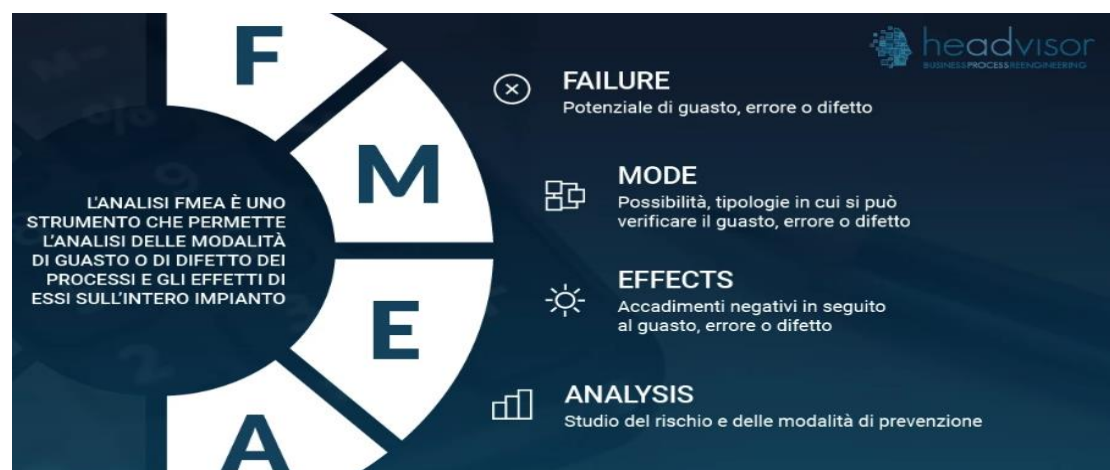 F
M
E
A
L'ANALISI FMEA È UNO
STRUMENTO CHE PERMETTE
L'ANALISI DELLE MODALITÀ
DI GUASTO O DI DIFETTO DEI
PROCESSI E GLI EFFETTI DI
ESSI SULL'INTERO IMPIANTO
headvisor
BUSINESSPROCESSREENGINEERING
FAILURE
Potenziale di guasto, errore o difetto
MODE
Possibilità, tipologie in cui si può
verificare il guasto, errore o difetto
EFFECTS
Accadimenti negativi in seguito
al guasto, errore o difetto
ANALYSIS
Studio del rischio e delle modalità di prevenzione